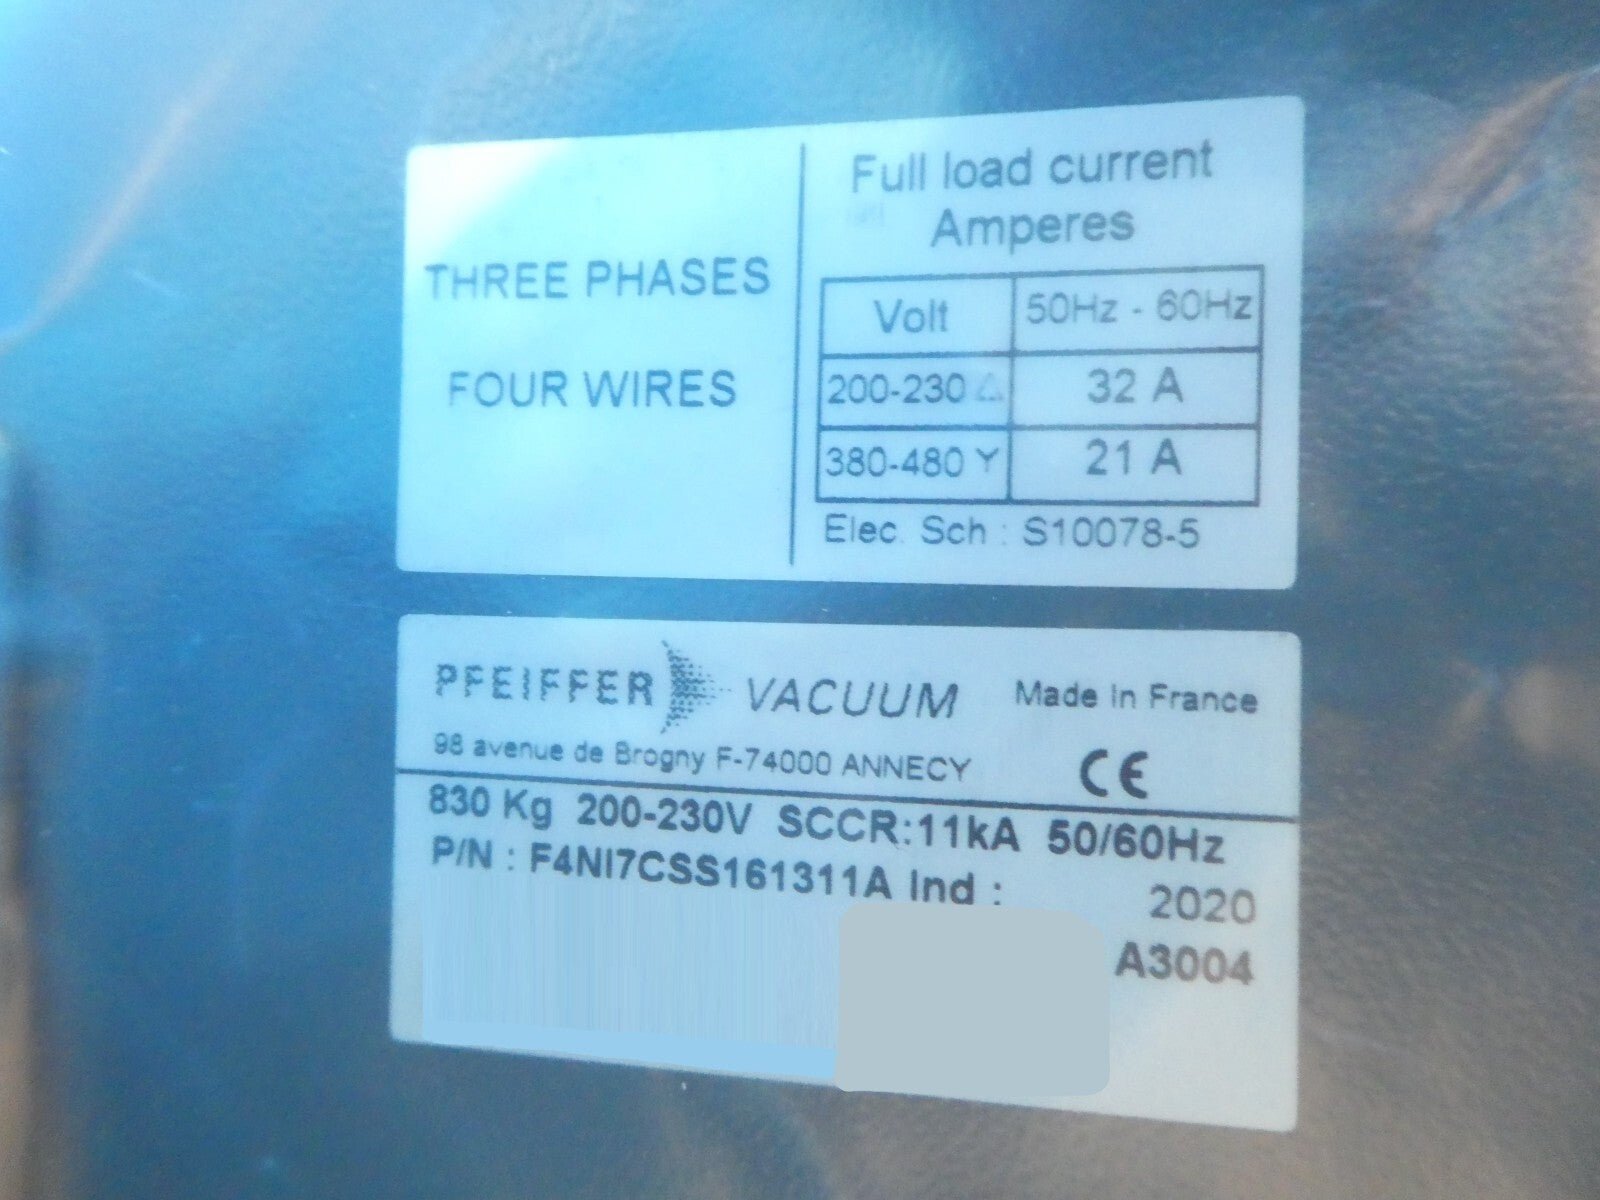 THREE PHASES
FOUR WIRES
Full load current
Amperes
Volt 50Hz - 60Hz
200-230 △ 32 A
380-480 Y 21 A
Elec. Sch : S10078-5
PFEIFFER VACUUM Made In France
98 avenue de Brogny F-74000 ANNECY CE
830 Kg 200-230V SCCR:11kA 50/60Hz
P/N : F4NI7CSS161311A Ind :
2020
A3004